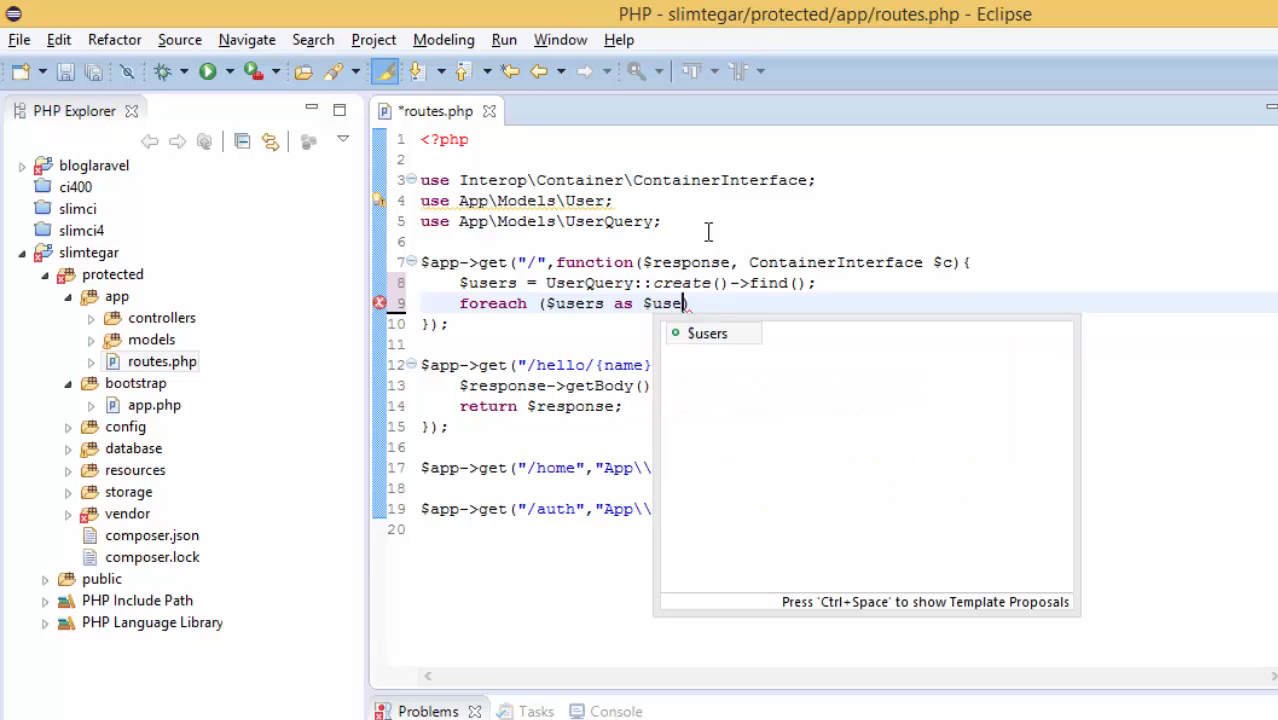 PHP - slimtegar/protected/app/routes.php - Eclipse
File Edit Refactor Source Navigate Search Project Modeling Run Window Help
PHP Explorer
*routes.php
bloglaravel
ci400
slimci
slimci4
slimtegar
protected
app
controllers
models
routes.php
bootstrap
app.php
config
database
resources
storage
vendor
composer.json
composer.lock
public
PHP Include Path
PHP Language Library
1 <?php
2
3 use Interop\Container\ContainerInterface;
4 use App\Models\User;
5 use App\Models\UserQuery;
6
7 $app->get("/",function($response, ContainerInterface $c){
8 $users = UserQuery::create()->find();
9 foreach ($users as $use)
10 });
11
12 $app->get("/hello/{name}
13 $response->getBody()
14 return $response;
15 });
16
17 $app->get("/home","App\\
18
19 $app->get("/auth","App\\
20
$users
Press 'Ctrl+Space' to show Template Proposals
Problems Tasks Console